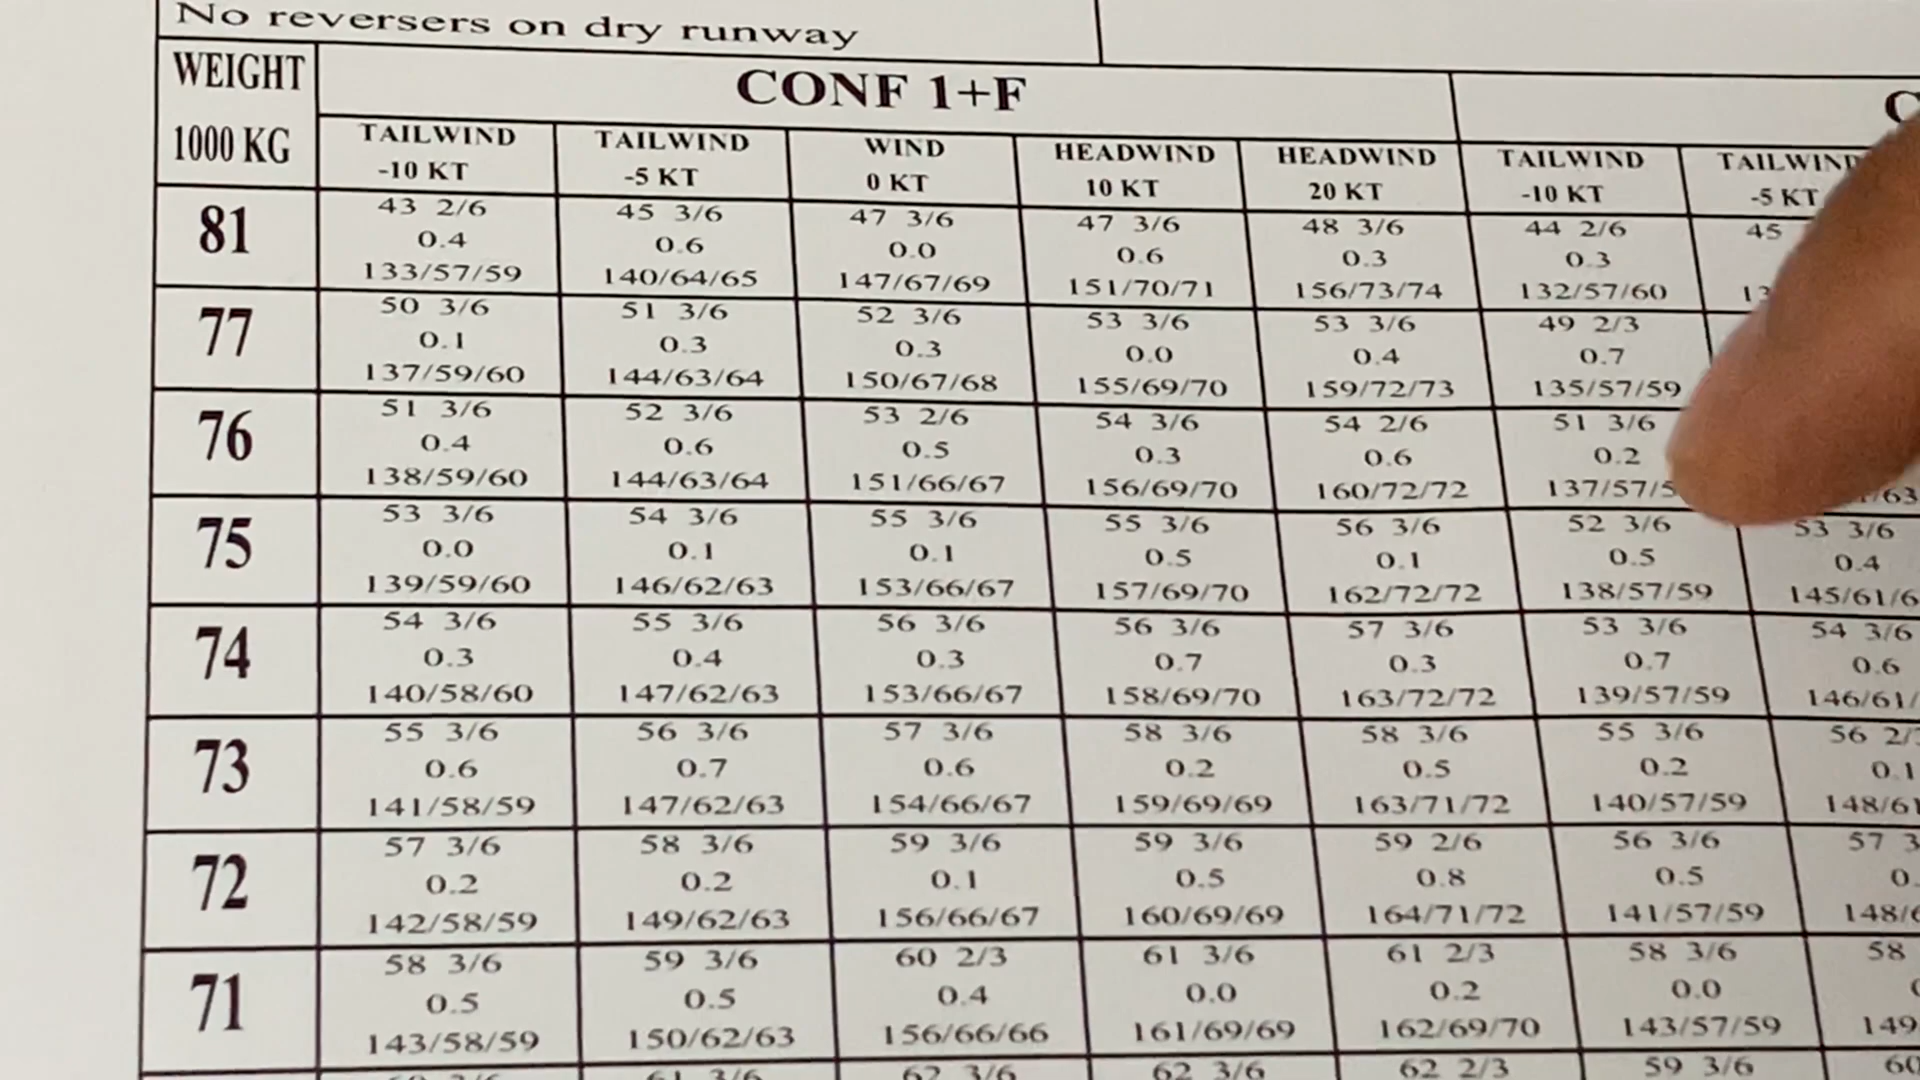 No reversers on dry runway
WEIGHT
1000 KG
CONF 1+F
TAILWIND TAILWIND WIND HEADWIND HEADWIND TAILWIND TAILWIND
-10 KT -5 KT 0 KT 10 KT 20 KT -10 KT -5 KT
81
43 2/6 45 3/6 47 3/6 47 3/6 48 3/6 44 2/6 45
0.4 0.6 0.0 0.6 0.3 0.3
133/57/59 140/64/65 147/67/69 151/70/71 156/73/74 132/57/60
77
50 3/6 51 3/6 52 3/6 53 3/6 53 3/6 49 2/3
0.1 0.3 0.3 0.0 0.4 0.7
137/59/60 144/63/64 150/67/68 155/69/70 159/72/73 135/57/59
76
51 3/6 52 3/6 53 2/6 54 3/6 54 2/6 51 3/6
0.4 0.6 0.5 0.3 0.6 0.2
138/59/60 144/63/64 151/66/67 156/69/70 160/72/72 137/57/5
75
53 3/6 54 3/6 55 3/6 55 3/6 56 3/6 52 3/6 53 3/6
0.0 0.1 0.1 0.5 0.1 0.5 0.4
139/59/60 146/62/63 153/66/67 157/69/70 162/72/72 138/57/59 145/61/6
74
54 3/6 55 3/6 56 3/6 56 3/6 57 3/6 53 3/6 54 3/6
0.3 0.4 0.3 0.7 0.3 0.7 0.6
140/58/60 147/62/63 153/66/67 158/69/70 163/72/72 139/57/59 146/61/
73
55 3/6 56 3/6 57 3/6 58 3/6 58 3/6 55 3/6 56 2/
0.6 0.7 0.6 0.2 0.5 0.2 0.1
141/58/59 147/62/63 154/66/67 159/69/69 163/71/72 140/57/59 148/61
72
57 3/6 58 3/6 59 3/6 59 3/6 59 2/6 56 3/6 57 3
0.2 0.2 0.1 0.5 0.8 0.5 0.
142/58/59 149/62/63 156/66/67 160/69/69 164/71/72 141/57/59 148/6
71
58 3/6 59 3/6 60 2/3 61 3/6 61 2/3 58 3/6 58
0.5 0.5 0.4 0.0 0.2 0.0
143/58/59 150/62/63 156/66/66 161/69/69 162/69/70 143/57/59 149
61 3/6 62 3/6 62 3/6 62 2/3 59 3/6 60